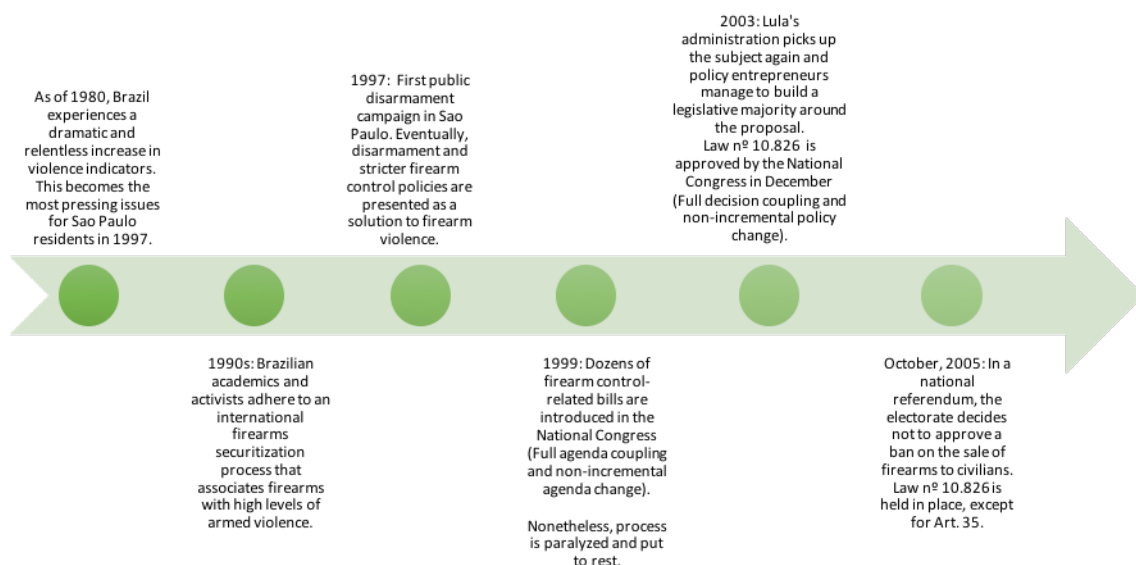 As of 1980, Brazil
experiences a
dramatic and
relentless increase in
violence indicators.
This becomes the
most pressing issues
for Sao Paulo
residents in 1997.
1990s: Brazilian
academics and
activists adhere to an
international
firearms
securitization
process that
associates firearms
with high levels of
armed violence.
1997:  First public
disarmament
campaign in Sao
Paulo. Eventually,
disarmament and
stricter firearm
control policies are
presented as a
solution to firearm
violence.
1999: Dozens of
firearm control-
related bills are
introduced in the
National Congress
(Full agenda coupling
and non-incremental
agenda change).
Nonetheless, process
is paralyzed and put
to rest.
2003: Lula's
administration picks up
the subject again and
policy entrepreneurs
manage to build a
legislative majority around
the proposal.
Law nº 10.826 is
approved by the National
Congress in December
(Full decision coupling and
non-incremental policy
change).
October, 2005: In a
national
referendum, the
electorate decides
not to approve a
ban on the sale of
firearms to civilians.
Law nº 10.826 is
held in place, except
for Art. 35.